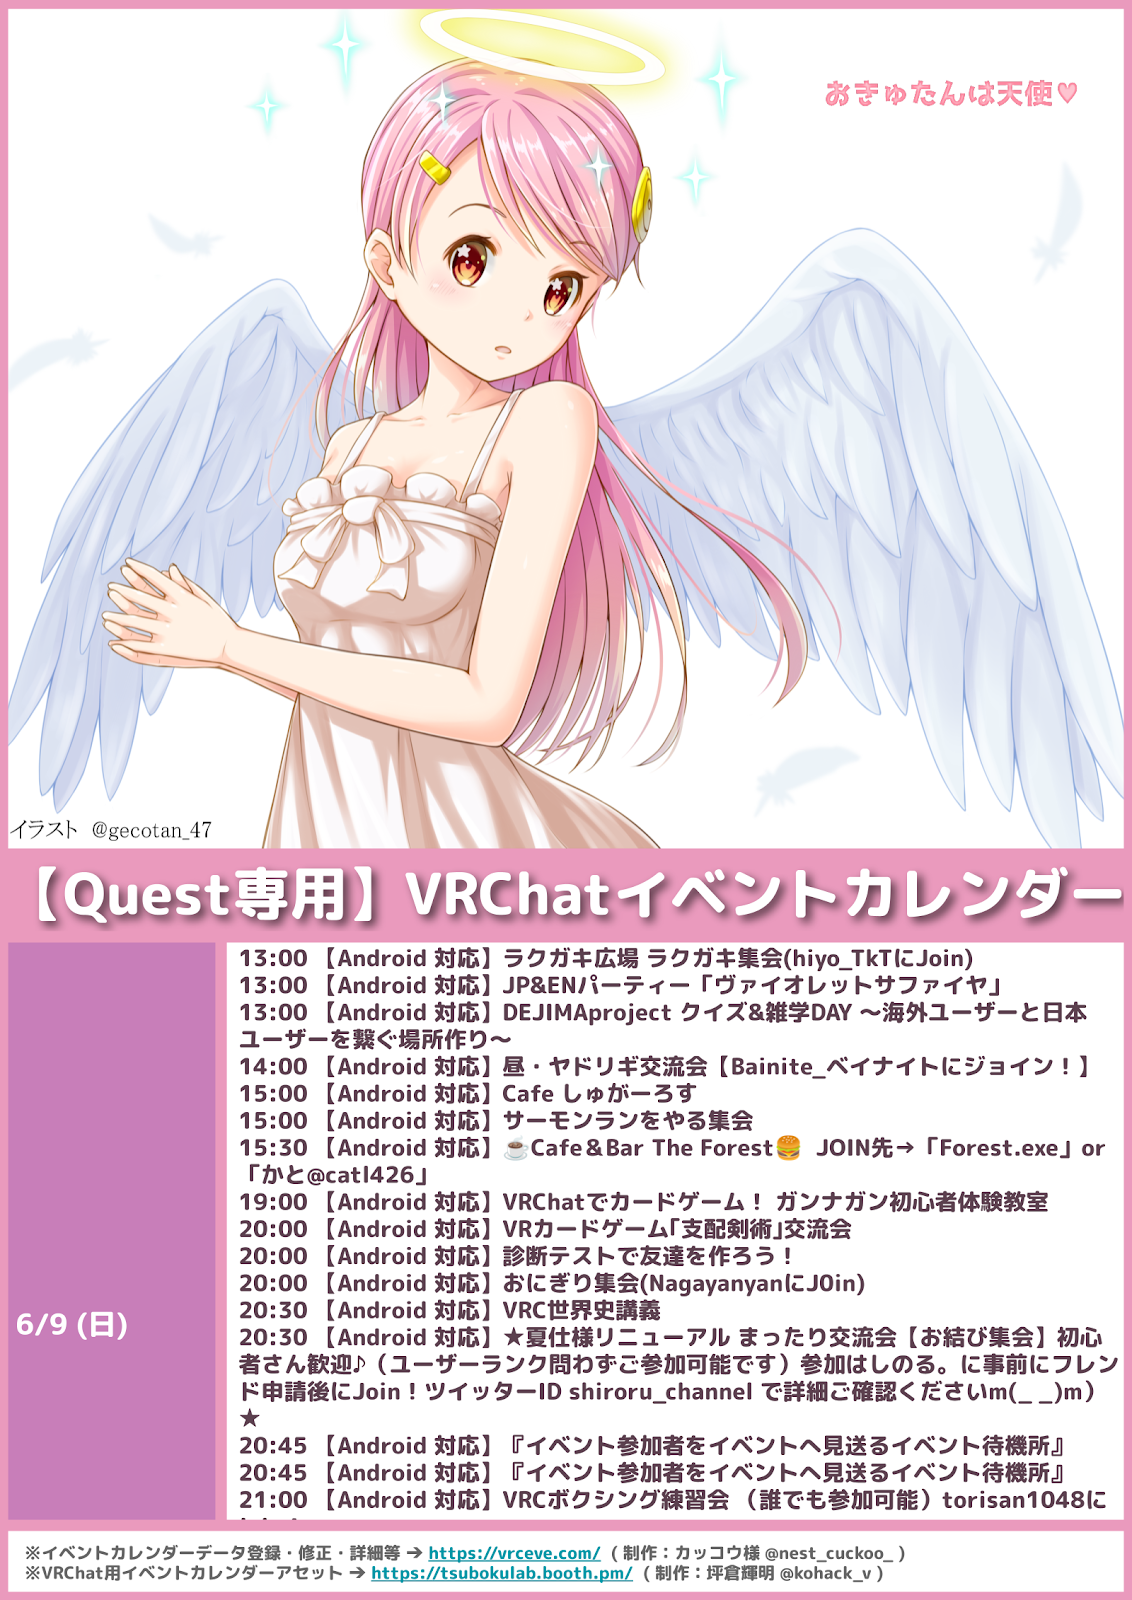 おきゅたんは天使♥
イラスト @gecotan_47
【Quest専用】VRChatイベントカレンダー
6/9 (日)
13:00 【Android 対応】ラクガキ広場 ラクガキ集会(hiyo_TkTにJoin)
13:00 【Android 対応】JP&ENパーティー「ヴァイオレットサファイヤ」
13:00 【Android 対応】DEJIMAproject クイズ&雑学DAY ～海外ユーザーと日本
ユーザーを繋ぐ場所作り～
14:00 【Android 対応】昼・ヤドリギ交流会【Bainite_ベイナイトにジョイン！】
15:00 【Android 対応】Cafe しゅがーろす
15:00 【Android 対応】サーモンランをやる集会
15:30 【Android 対応】☕Cafe＆Bar The Forest🍔 JOIN先→「Forest.exe」or
「かと@catl426」
19:00 【Android 対応】VRChatでカードゲーム！ ガンナガン初心者体験教室
20:00 【Android 対応】VRカードゲーム｢支配剣術｣交流会
20:00 【Android 対応】診断テストで友達を作ろう！
20:00 【Android 対応】おにぎり集会(NagayanyanにJ0in)
20:30 【Android 対応】VRC世界史講義
20:30 【Android 対応】★夏仕様リニューアル まったり交流会【お結び集会】初心
者さん歓迎♪（ユーザーランク問わずご参加可能です）参加はしのる。に事前にフレン
ド申請後にJoin！ツイッターID shiroru_channel で詳細ご確認くださいm(_ _)m）
★
20:45 【Android 対応】『イベント参加者をイベントへ見送るイベント待機所』
20:45 【Android 対応】『イベント参加者をイベントへ見送るイベント待機所』
21:00 【Android 対応】VRCボクシング練習会 （誰でも参加可能）torisan1048に
※イベントカレンダーデータ登録・修正・詳細等 → https://vrceve.com/ ( 制作：カッコウ様 @nest_cuckoo_ )
※VRChat用イベントカレンダーアセット → https://tsubokulab.booth.pm/ ( 制作：坪倉輝明 @kohack_v )